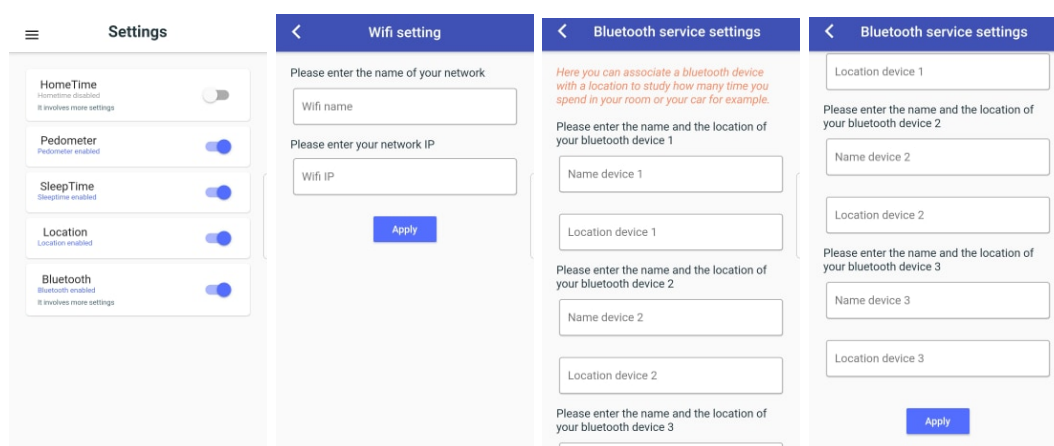 Settings
HomeTime
Hometime disabled
It involves more settings
Pedometer
Pedometer enabled
SleepTime
Sleeptime enabled
Location
Location enabled
Bluetooth
Bluetooth enabled
It involves more settings
Wifi setting
Please enter the name of your network
Wifi name
Please enter your network IP
Wifi IP
Apply
Bluetooth service settings
Here you can associate a bluetooth device
with a location to study how many time you
spend in your room or your car for example.
Please enter the name and the location of
your bluetooth device 1
Name device 1
Location device 1
Please enter the name and the location of
your bluetooth device 2
Name device 2
Location device 2
Please enter the name and the location of
your bluetooth device 3
Bluetooth service settings
Location device 1
Please enter the name and the location of
your bluetooth device 2
Name device 2
Location device 2
Please enter the name and the location of
your bluetooth device 3
Name device 3
Location device 3
Apply